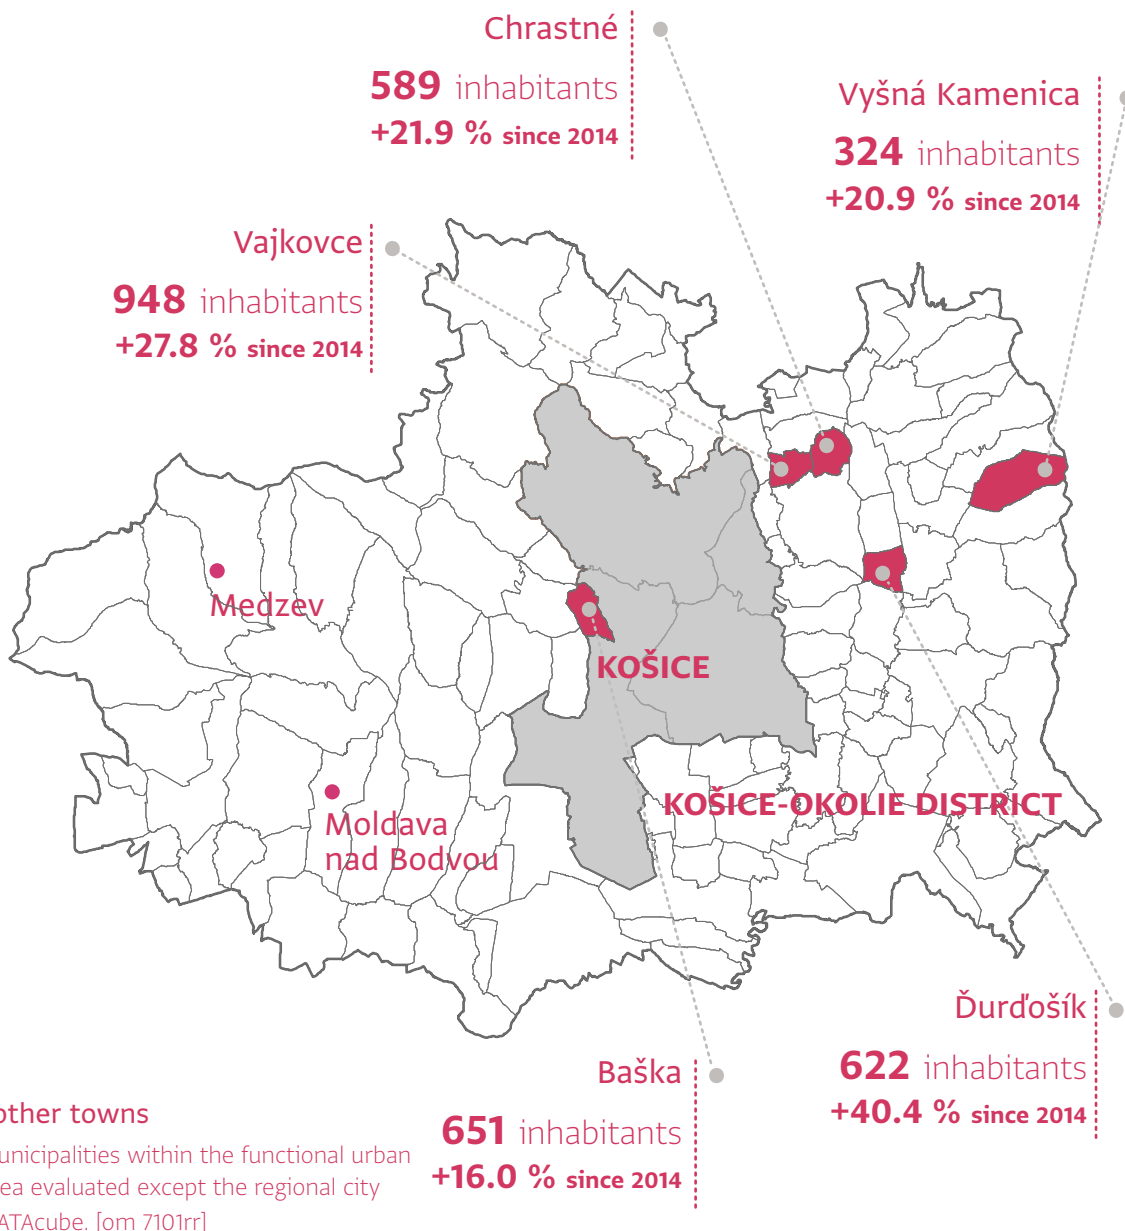 Chrastné
589 inhabitants
+21.9 % since 2014
Vyšná Kamenica
324 inhabitants
+20.9 % since 2014
Vajkovce
948 inhabitants
+27.8 % since 2014
Medzev
KOŠICE
KOŠICE-OKOLIE DISTRICT
Moldava
nad Bodvou
Ďurďošík
622 inhabitants
+40.4 % since 2014
Baška
651 inhabitants
+16.0 % since 2014
other towns
unicipalities within the functional urban
ea evaluated except the regional city
ATAcube. [om 7101rr]